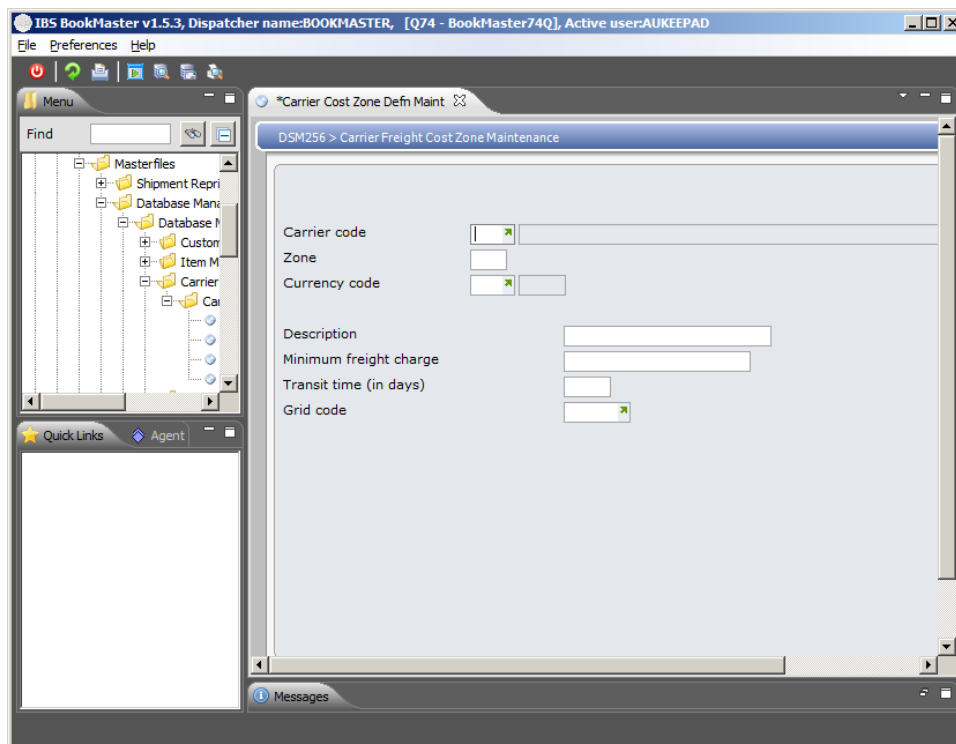 IBS BookMaster v1.5.3, Dispatcher name:BOOKMASTER, [Q74 - BookMaster74Q], Active user:AUKEEPAD
File Preferences Help
Menu
*Carrier Cost Zone Defn Maint
Find
DSM256 > Carrier Freight Cost Zone Maintenance
Masterfiles
Shipment Repri
Database Mana
Database M
Custom
Item M
Carrier
Car
Carrier code
Zone
Currency code
Description
Minimum freight charge
Transit time (in days)
Grid code
Quick Links
Agent
Messages